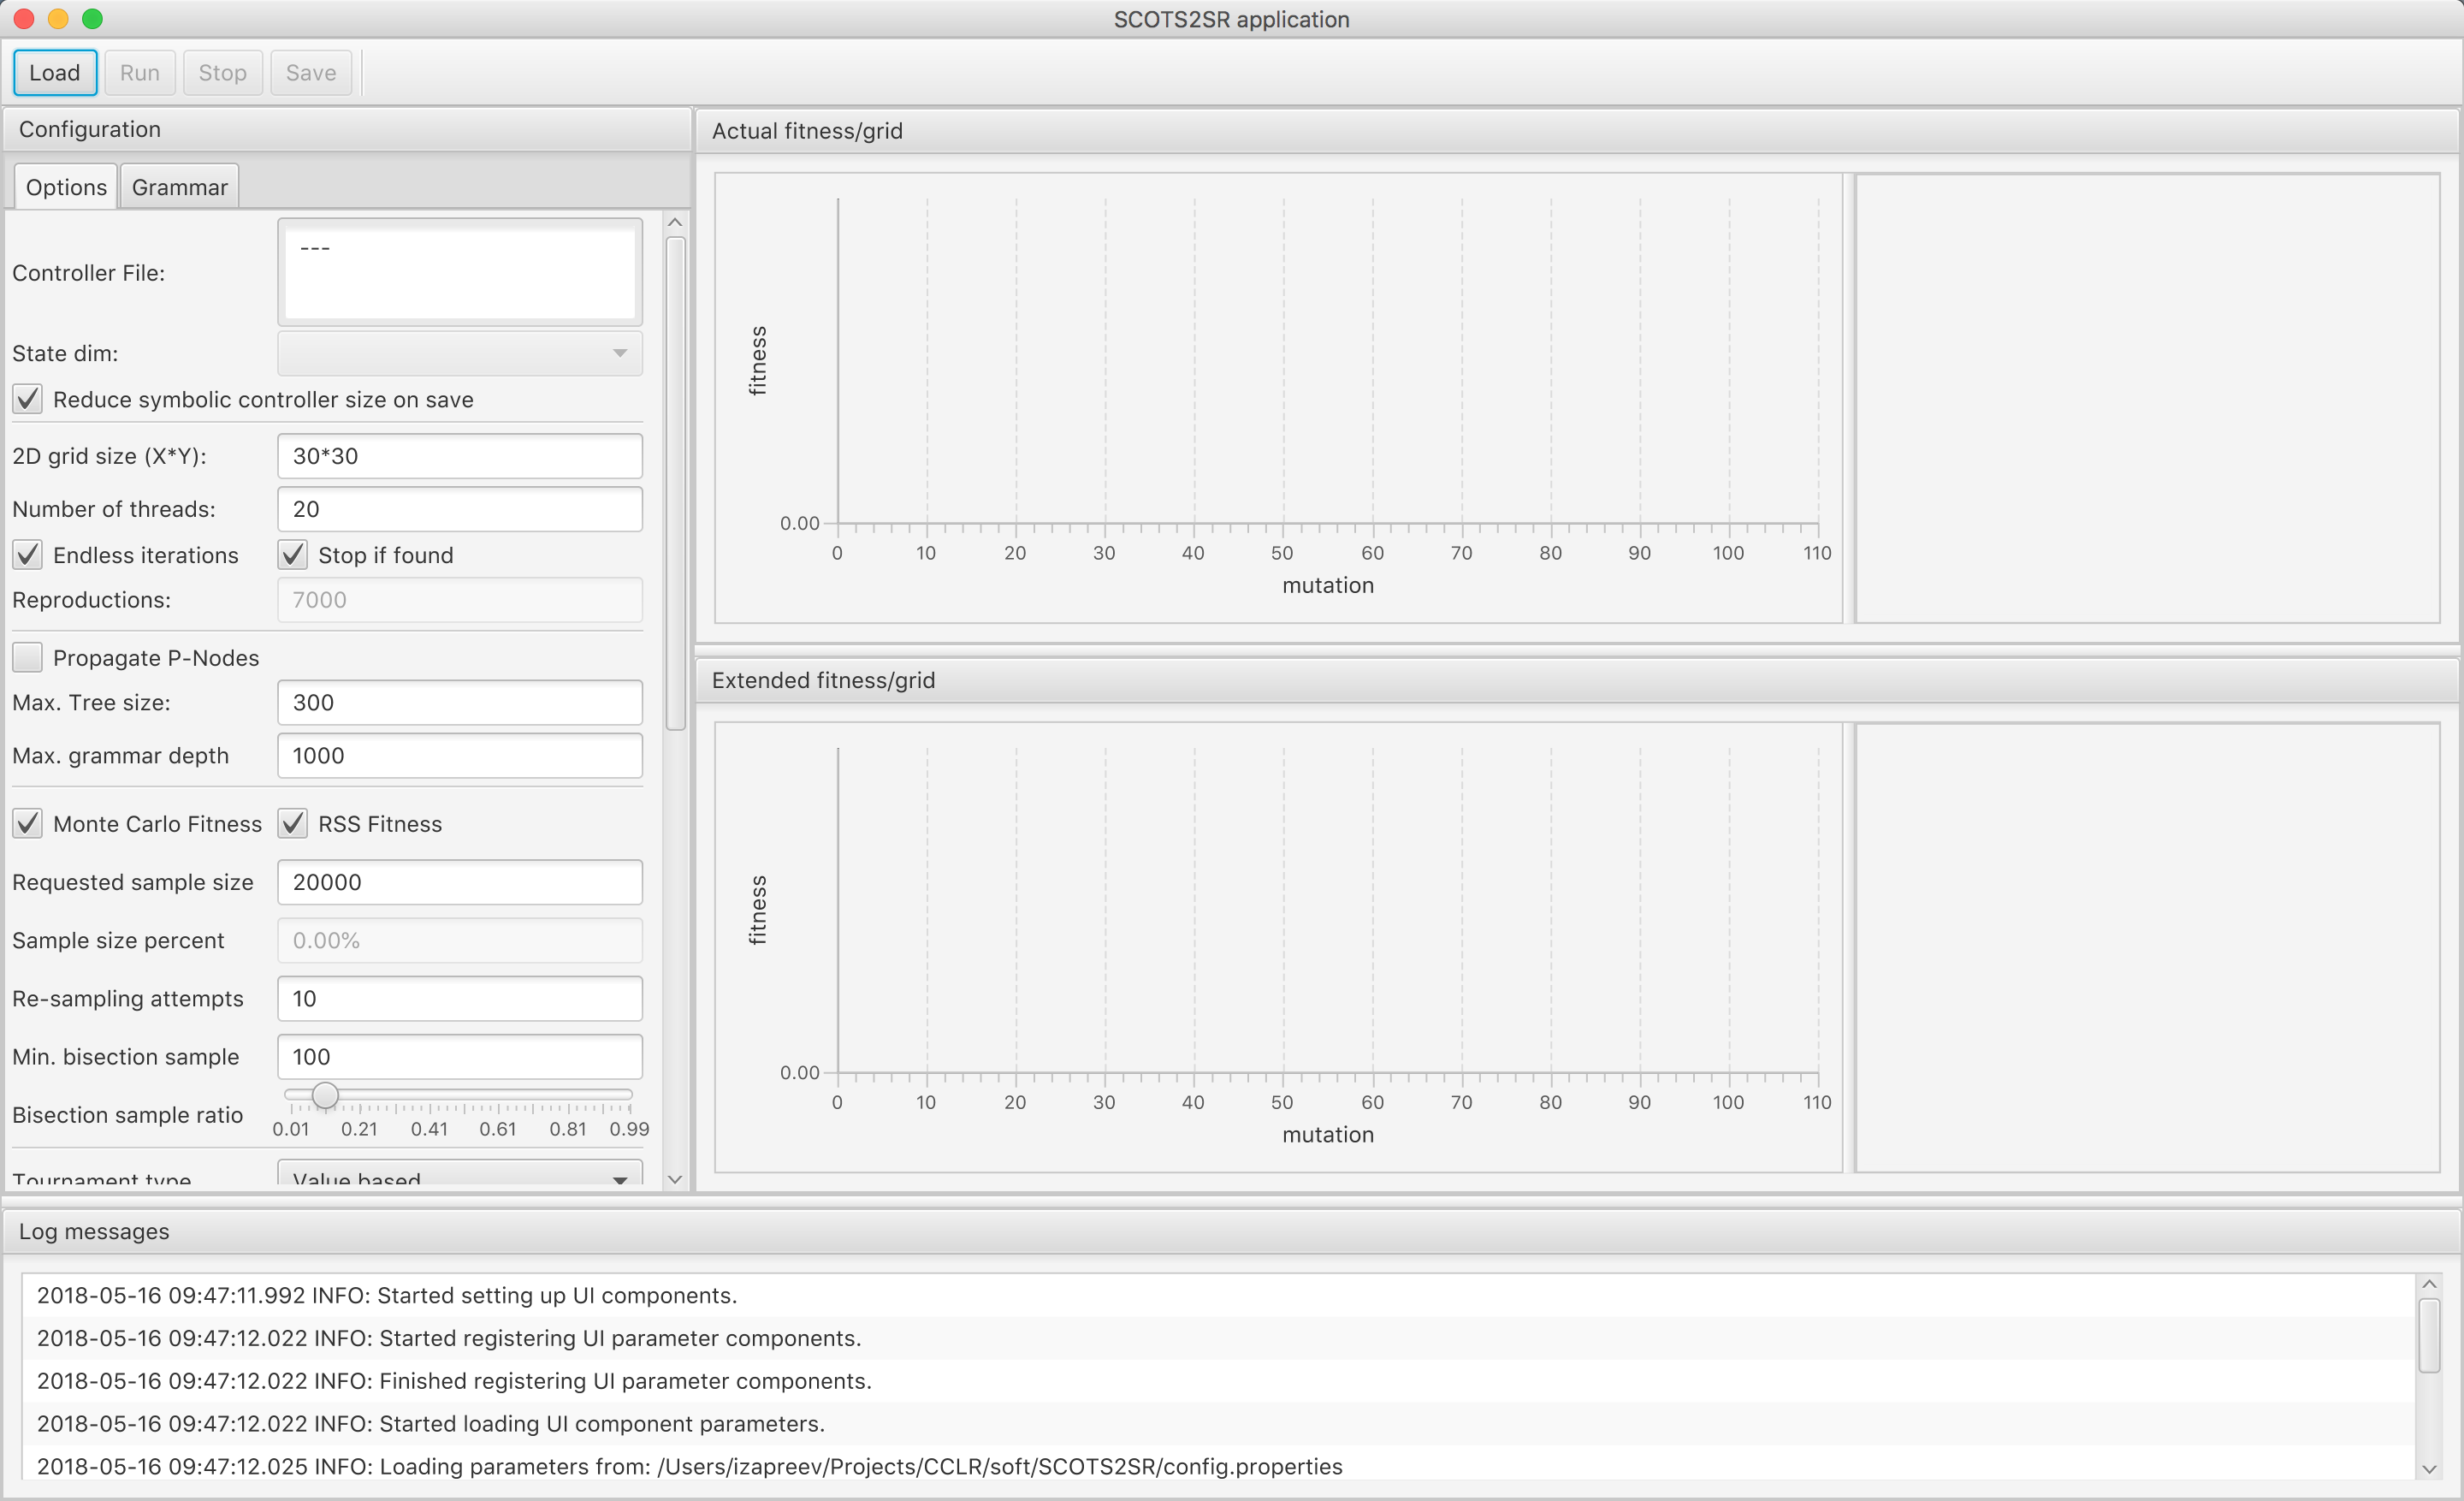 SCOTS2SR application
Load Run Stop Save
Configuration
Options Grammar
Controller File: ---
State dim:
Reduce symbolic controller size on save
2D grid size (X*Y): 30*30
Number of threads: 20
Endless iterations Stop if found
Reproductions: 7000
Propagate P-Nodes
Max. Tree size: 300
Max. grammar depth 1000
Monte Carlo Fitness RSS Fitness
Requested sample size 20000
Sample size percent 0.00%
Re-sampling attempts 10
Min. bisection sample 100
Bisection sample ratio
0.01 0.21 0.41 0.61 0.81 0.99
Tournament type Value based
Actual fitness/grid
fitness
0.00
0 10 20 30 40 50 60 70 80 90 100 110
mutation
Extended fitness/grid
fitness
0.00
0 10 20 30 40 50 60 70 80 90 100 110
mutation
Log messages
2018-05-16 09:47:11.992 INFO: Started setting up UI components.
2018-05-16 09:47:12.022 INFO: Started registering UI parameter components.
2018-05-16 09:47:12.022 INFO: Finished registering UI parameter components.
2018-05-16 09:47:12.022 INFO: Started loading UI component parameters.
2018-05-16 09:47:12.025 INFO: Loading parameters from: /Users/izapreev/Projects/CCLR/soft/SCOTS2SR/config.properties